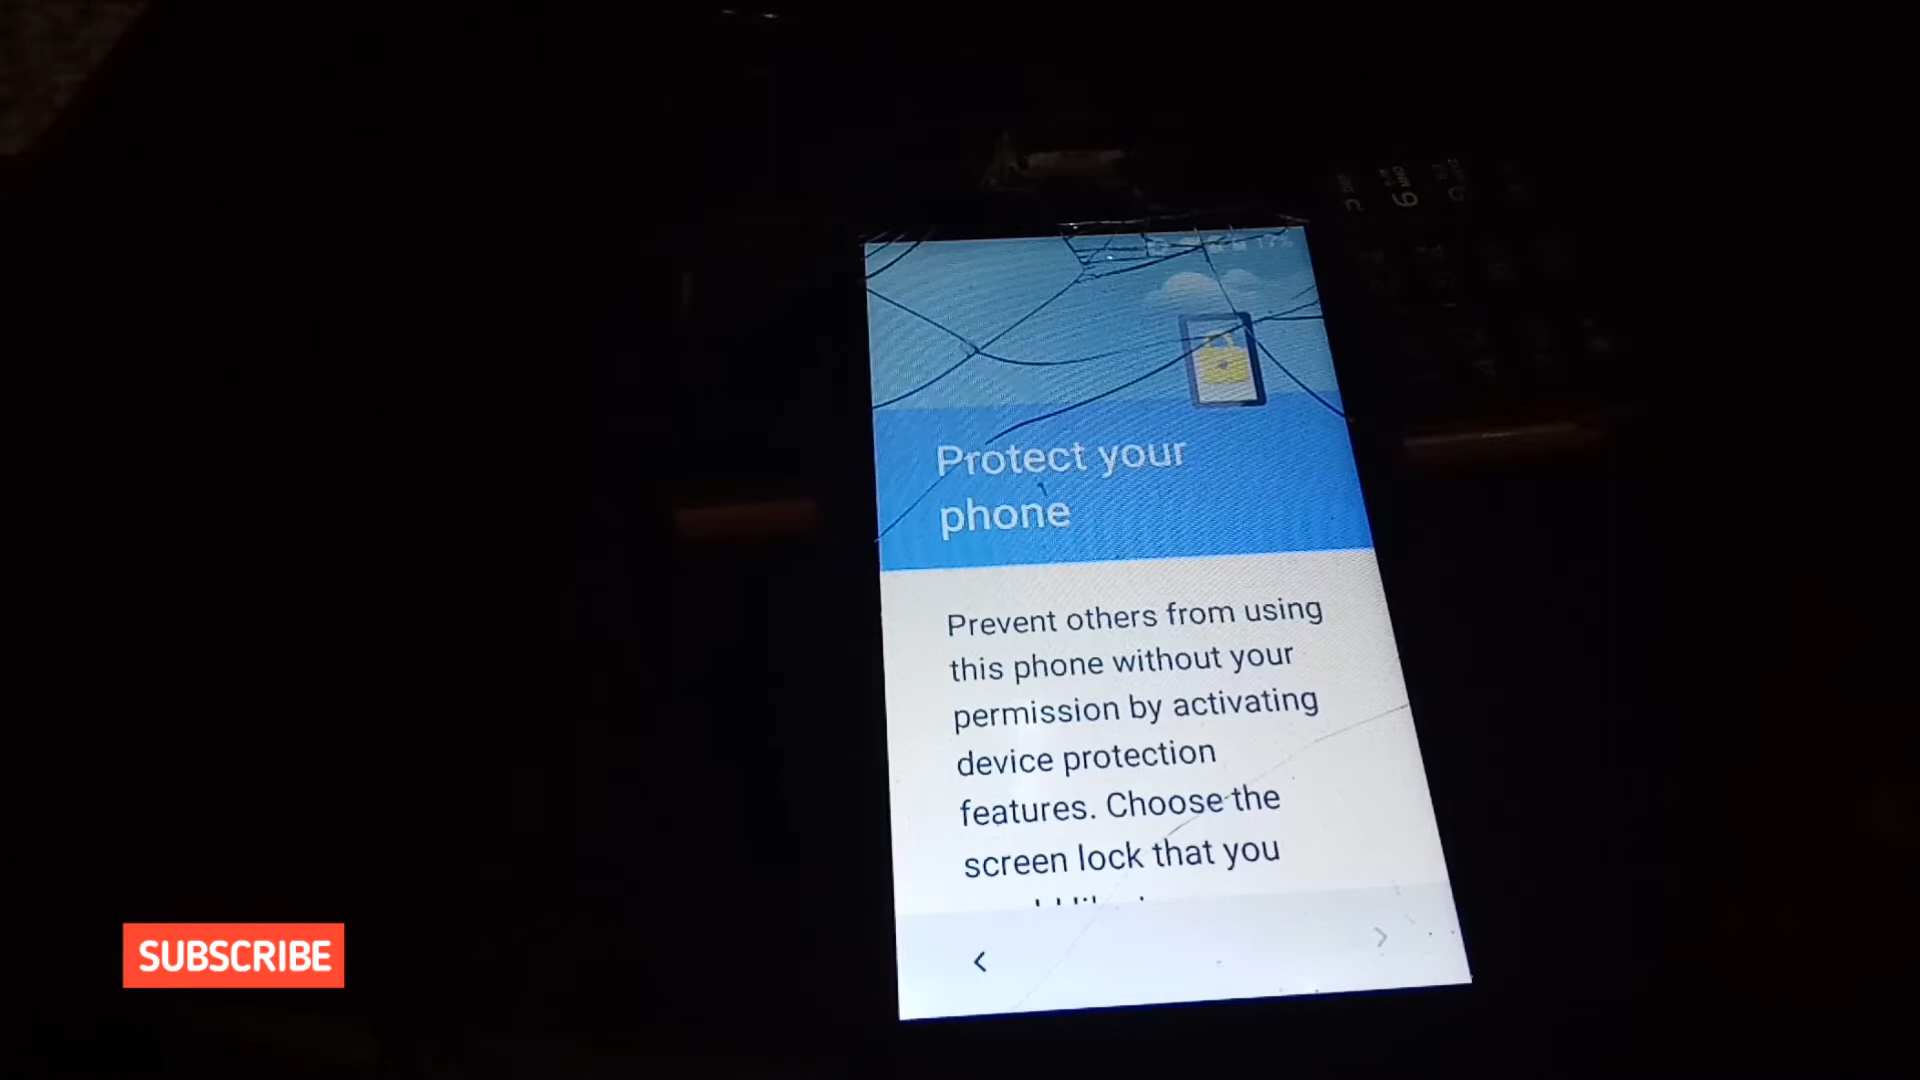 17%
Protect your
phone
Prevent others from using
this phone without your
permission by activating
device protection
features. Choose the
screen lock that you
SUBSCRIBE